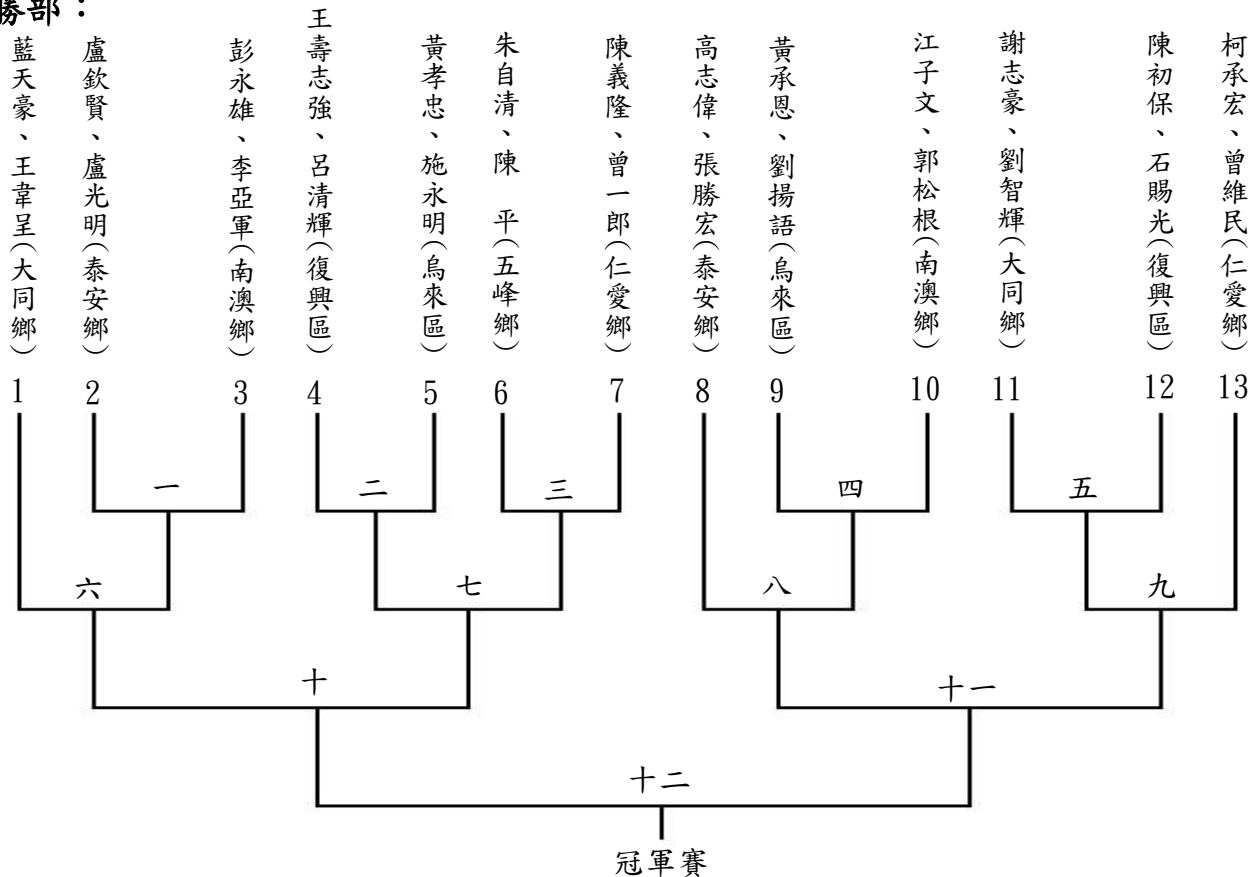 勝部：
藍天豪、王韋呈(大同鄉)
盧欽賢、盧光明(泰安鄉)
彭永雄、李亞軍(南澳鄉)
王壽志強、呂清輝(復興區)
黃孝忠、施永明(烏來區)
朱自清、陳　平(五峰鄉)
陳義隆、曾一郎(仁愛鄉)
高志偉、張勝宏(泰安鄉)
黃承恩、劉揚語(烏來區)
江子文、郭松根(南澳鄉)
謝志豪、劉智輝(大同鄉)
陳初保、石賜光(復興區)
柯承宏、曾維民(仁愛鄉)
1 2 3 4 5 6 7 8 9 10 11 12 13
一 二 三 四 五
六 七 八 九
十 十一
十二
冠軍賽